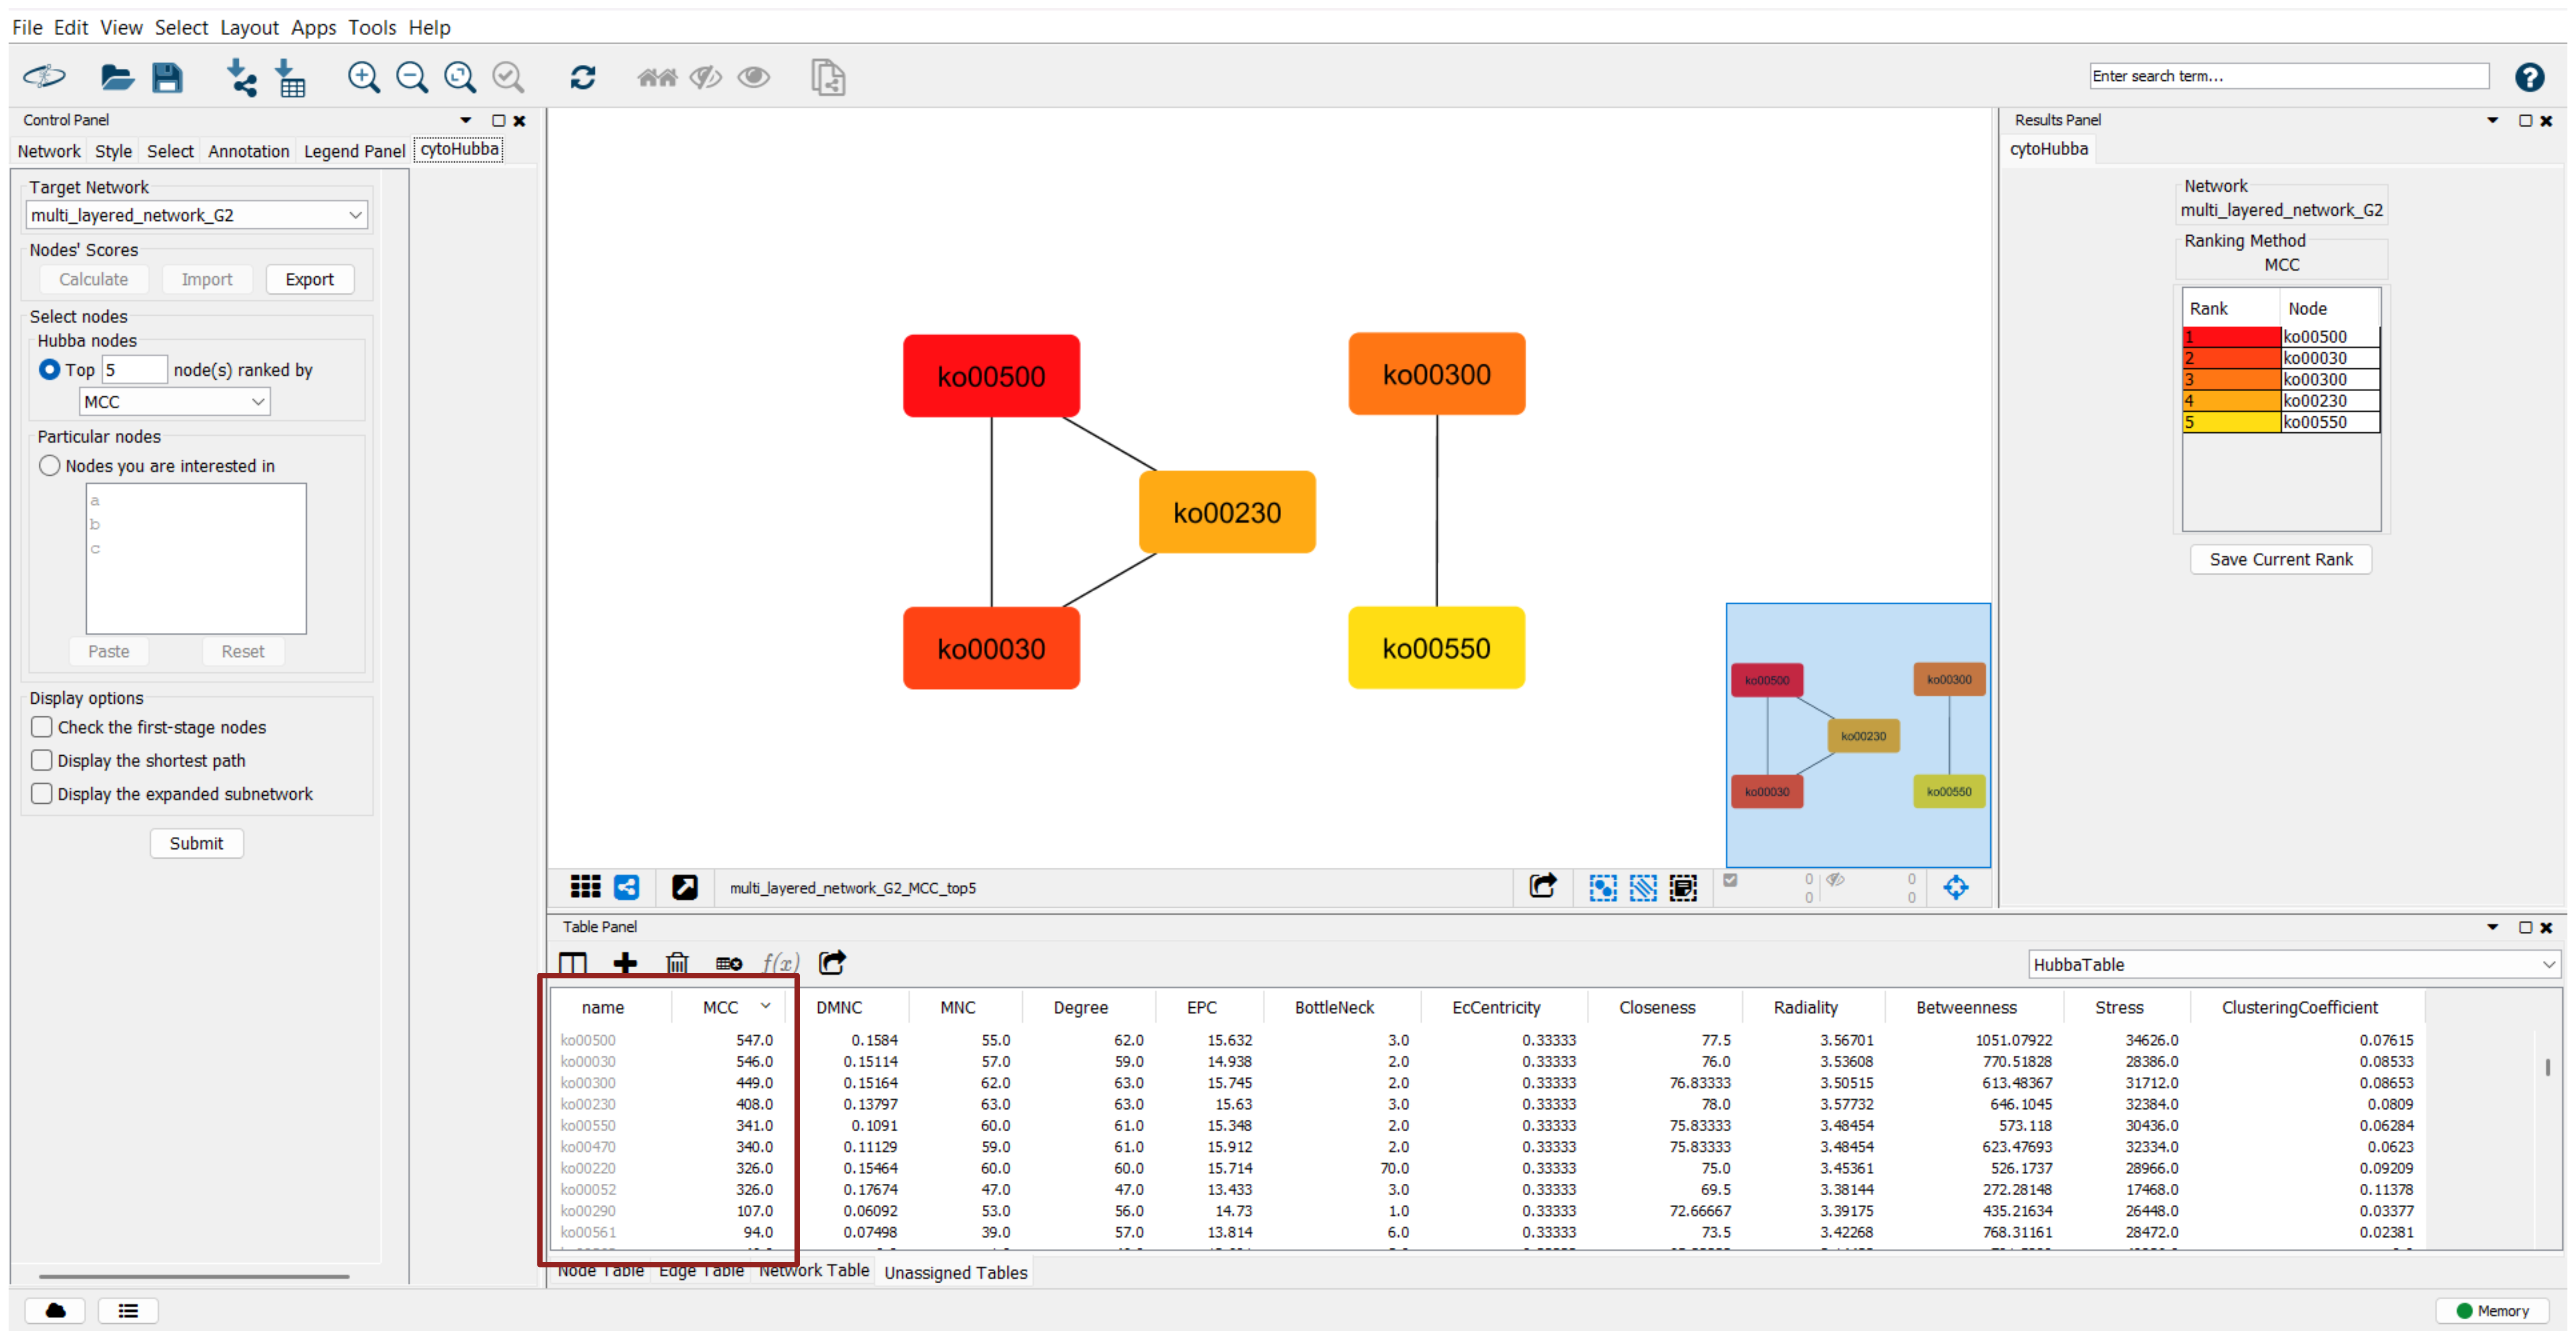 File Edit View Select Layout Apps Tools Help
Enter search term...
Control Panel
Network Style Select Annotation Legend Panel cytoHubba
Target Network
multi_layered_network_G2
Nodes' Scores
Calculate Import Export
Select nodes
Hubba nodes
Top 5 node(s) ranked by
MCC
Particular nodes
Nodes you are interested in
a
b
c
Paste Reset
Display options
Check the first-stage nodes
Display the shortest path
Display the expanded subnetwork
Submit
ko00500
ko00300
ko00230
ko00030
ko00550
ko00500
ko00300
ko00230
ko00030
ko00550
multi_layered_network_G2_MCC_top5
0 0
0 0
Results Panel
cytoHubba
Network
multi_layered_network_G2
Ranking Method
MCC
Rank Node
1 ko00500
2 ko00030
3 ko00300
4 ko00230
5 ko00550
Save Current Rank
Table Panel
f(x)
HubbaTable
name MCC DMNC MNC Degree EPC BottleNeck EcCentricity Closeness Radiality Betweenness Stress ClusteringCoefficient
ko00500 547.0 0.1584 55.0 62.0 15.632 3.0 0.33333 77.5 3.56701 1051.07922 34626.0 0.07615
ko00030 546.0 0.15114 57.0 59.0 14.938 2.0 0.33333 76.0 3.53608 770.51828 28386.0 0.08533
ko00300 449.0 0.15164 62.0 63.0 15.745 2.0 0.33333 76.83333 3.50515 613.48367 31712.0 0.08653
ko00230 408.0 0.13797 63.0 63.0 15.63 3.0 0.33333 78.0 3.57732 646.1045 32384.0 0.0809
ko00550 341.0 0.1091 60.0 61.0 15.348 2.0 0.33333 75.83333 3.48454 573.118 30436.0 0.06284
ko00470 340.0 0.11129 59.0 61.0 15.912 2.0 0.33333 75.83333 3.48454 623.47693 32334.0 0.0623
ko00220 326.0 0.15464 60.0 60.0 15.714 70.0 0.33333 75.0 3.45361 526.1737 28966.0 0.09209
ko00052 326.0 0.17674 47.0 47.0 13.433 3.0 0.33333 69.5 3.38144 272.28148 17468.0 0.11378
ko00290 107.0 0.06092 53.0 56.0 14.73 1.0 0.33333 72.66667 3.39175 435.21634 26448.0 0.03377
ko00561 94.0 0.07498 39.0 57.0 13.814 6.0 0.33333 73.5 3.42268 768.31161 28472.0 0.02381
Node Table Edge Table Network Table Unassigned Tables
Memory